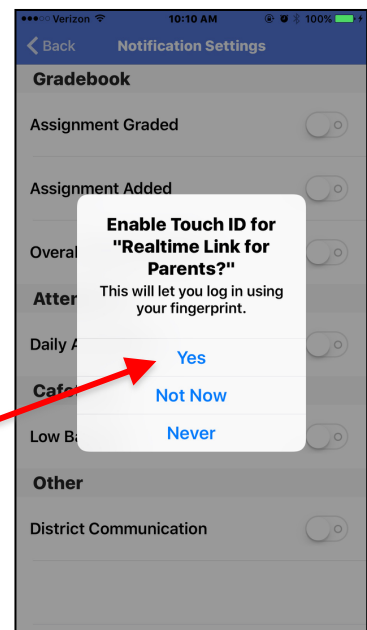 Verizon 10:10 AM 100%
Back Notification Settings
Gradebook
Assignment Graded
Assignment Added
Enable Touch ID for
"Realtime Link for
Parents?"
This will let you log in using
your fingerprint.
Overal
Atten
Daily A
Yes
Cafe
Not Now
Low Ba
Never
Other
District Communication